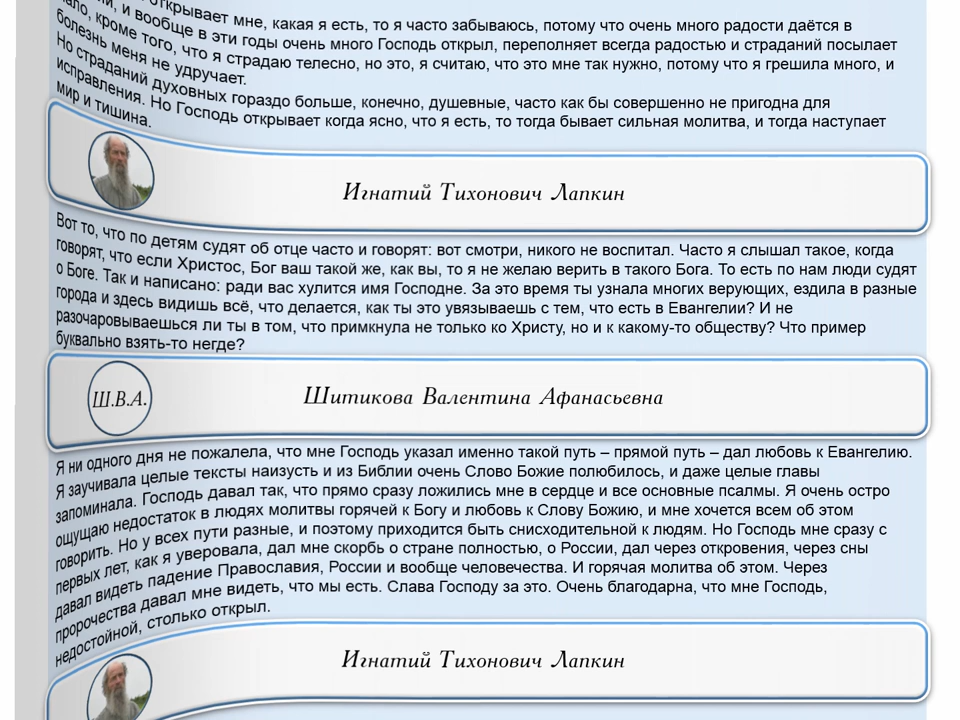 открывает мне, какая я есть, то я часто забываюсь, потому что очень много радости даётся в
и вообще в эти годы очень много Господь открыл, переполняет всегда радостью и страданий посылает
кроме того, что я страдаю телесно, но это, я считаю, что это мне так нужно, потому что я грешила много, и
болезнь меня не удручает.
Но страданий духовных гораздо больше, конечно, душевные, часто как бы совершенно не пригодна для
исправления. Но Господь открывает когда ясно, что я есть, то тогда бывает сильная молитва, и тогда наступает
мир и тишина.
Игнатий Тихонович Лапкин
Вот то, что по детям судят об отце часто и говорят: вот смотри, никого не воспитал. Часто я слышал такое, когда
говорят, что если Христос, Бог ваш такой же, как вы, то я не желаю верить в такого Бога. То есть по нам люди судят
о Боге. Так и написано: ради вас хулится имя Господне. За это время ты узнала многих верующих, ездила в разные
города и здесь видишь всё, что делается, как ты это увязываешь с тем, что есть в Евангелии? И не
разочаровываешься ли ты в том, что примкнула не только ко Христу, но и к какому-то обществу? Что пример
буквально взять-то негде?
Ш.В.А.
Шитикова Валентина Афанасьевна
Я ни одного дня не пожалела, что мне Господь указал именно такой путь – прямой путь – дал любовь к Евангелию.
Я заучивала целые тексты наизусть и из Библии очень Слово Божие полюбилось, и даже целые главы
запоминала. Господь давал так, что прямо сразу ложились мне в сердце и все основные псалмы. Я очень остро
ощущаю недостаток в людях молитвы горячей к Богу и любовь к Слову Божию, и мне хочется всем об этом
говорить. Но у всех пути разные, и поэтому приходится быть снисходительной к людям. Но Господь мне сразу с
первых лет, как я уверовала, дал мне скорбь о стране полностью, о России, дал через откровения, через сны
давал видеть падение Православия, России и вообще человечества. И горячая молитва об этом. Через
пророчества давал мне видеть, что мы есть. Слава Господу за это. Очень благодарна, что мне Господь,
недостойной, столько открыл.
Игнатий Тихонович Лапкин